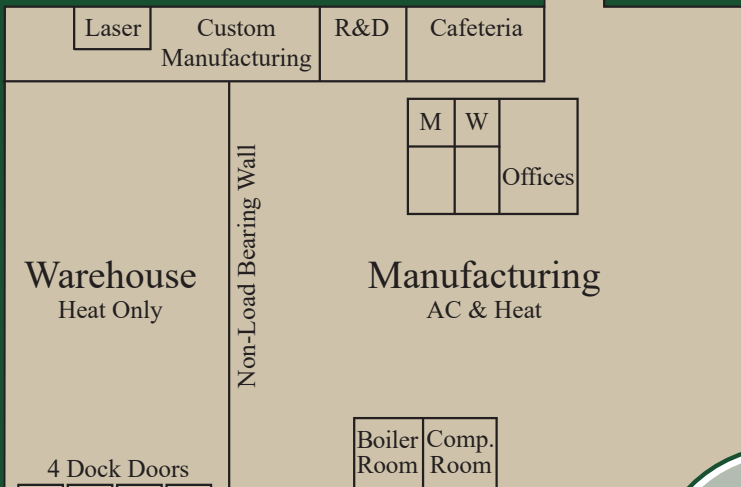 Laser
Custom
Manufacturing
R&D
Cafeteria
M
W
Offices
Non-Load Bearing Wall
Warehouse
Heat Only
Manufacturing
AC & Heat
Boiler
Room
Comp.
Room
4 Dock Doors